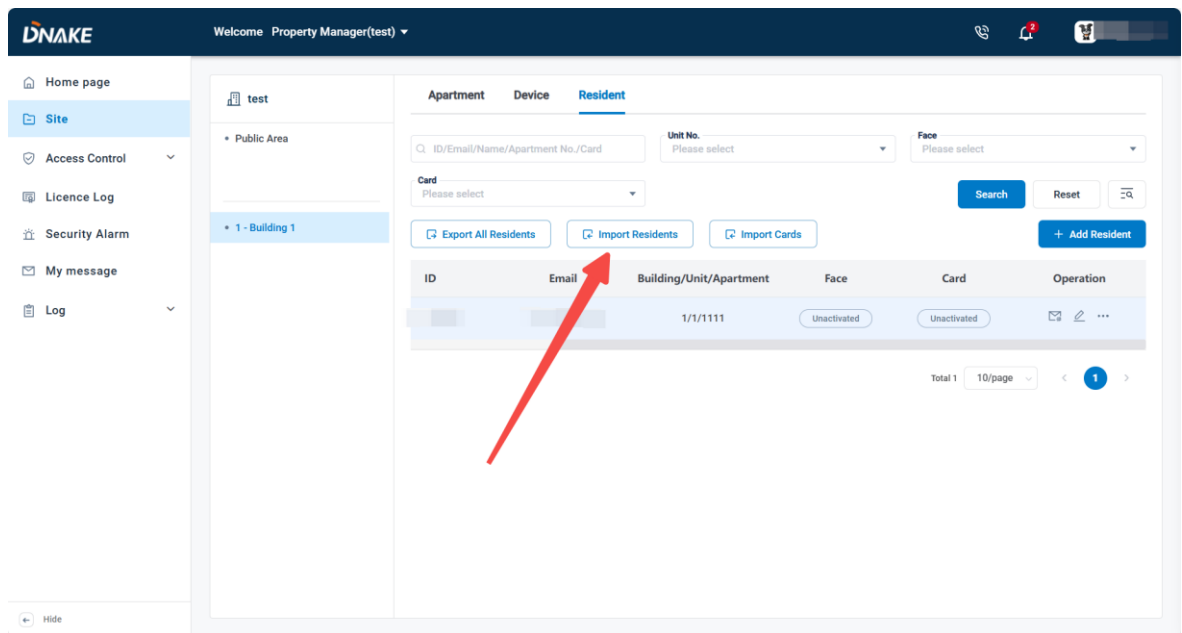 DNAKE
Welcome Property Manager(test)
2
Home page
Site
Access Control
Licence Log
Security Alarm
My message
Log
Hide
test
Public Area
1 - Building 1
Apartment Device Resident
ID/Email/Name/Apartment No./Card
Unit No.
Please select
Face
Please select
Card
Please select
Search Reset
Export All Residents Import Residents Import Cards + Add Resident
ID Email Building/Unit/Apartment Face Card Operation
1/1/1111 Unactivated Unactivated
Total 1 10/page 1